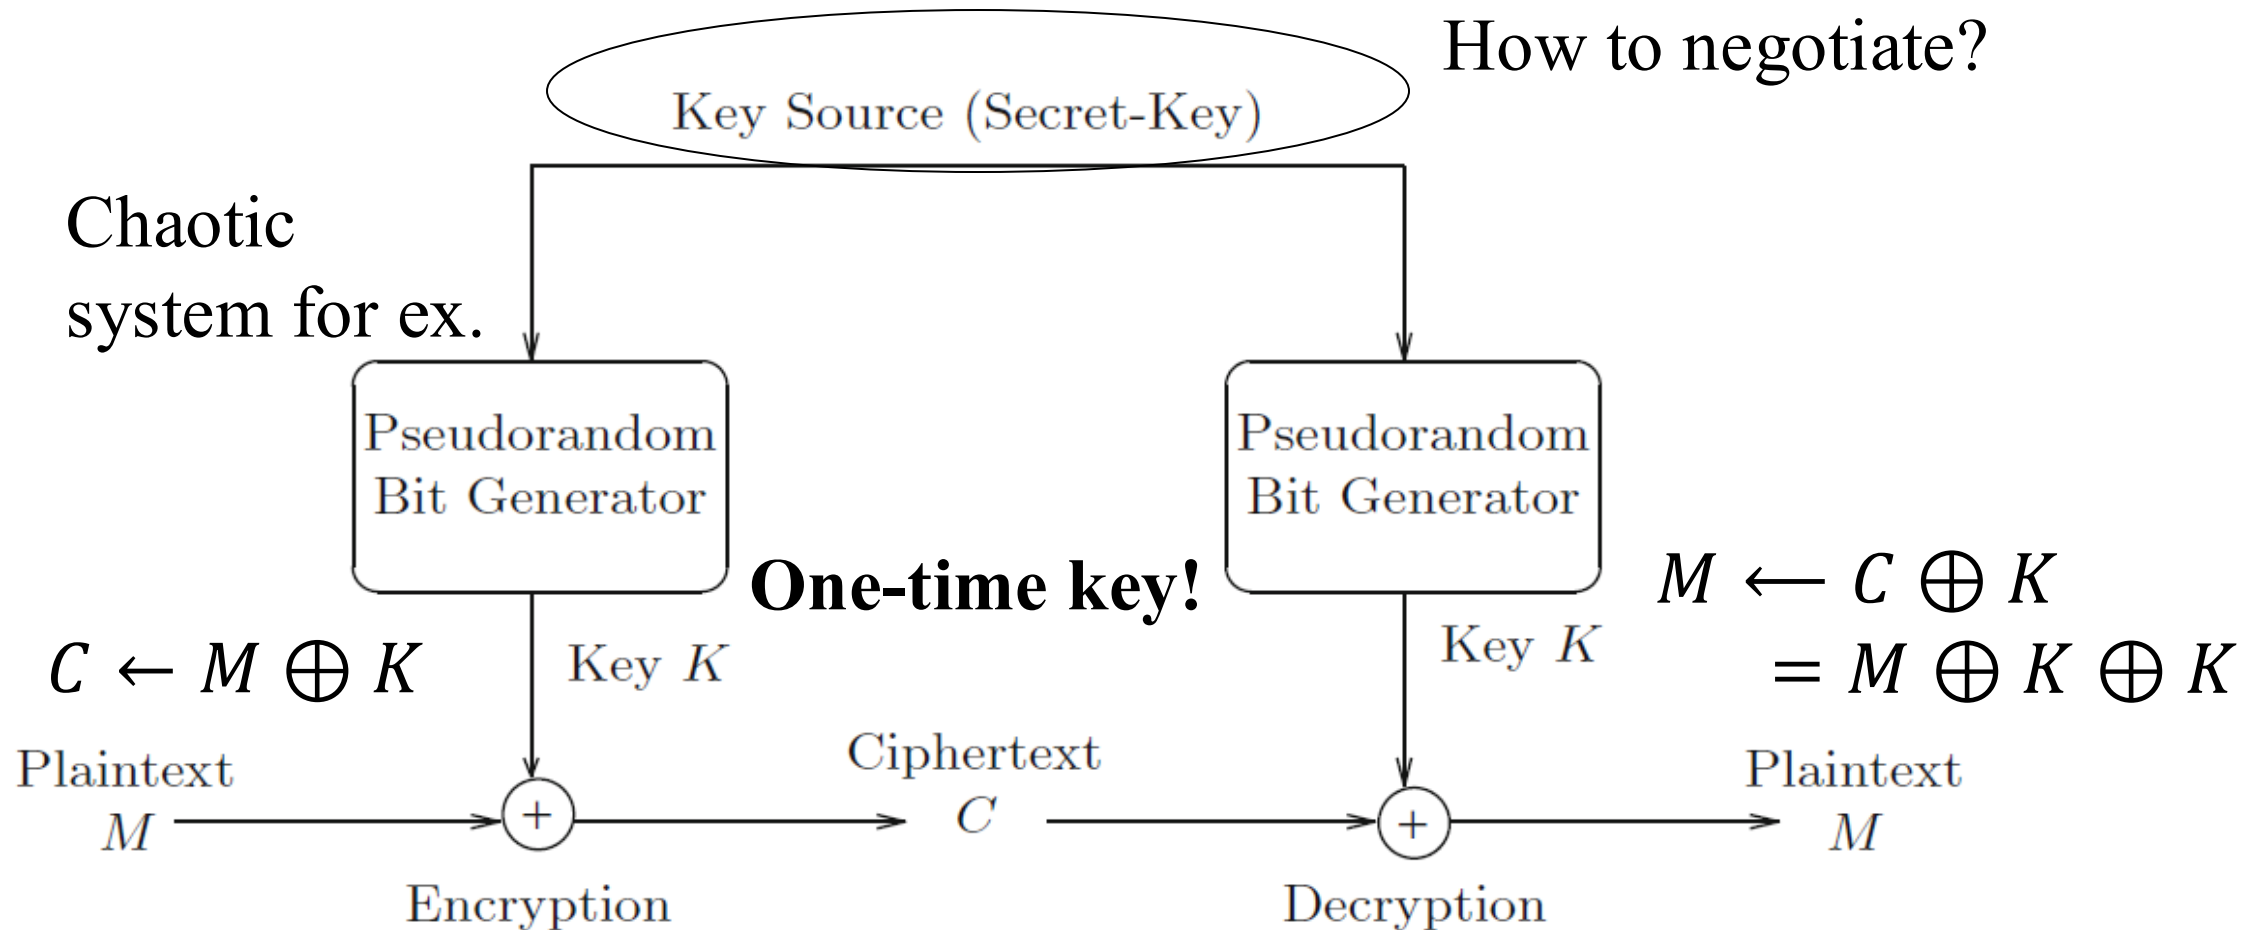 How to negotiate?
Key Source (Secret-Key)
Chaotic
system for ex.
Pseudorandom
Bit Generator
Pseudorandom
Bit Generator
One-time key!
M ⟵ C ⊕ K
= M ⊕ K ⊕ K
C ← M ⊕ K
Key K
Key K
Plaintext
M
+
Ciphertext
C
+
Plaintext
M
Encryption
Decryption